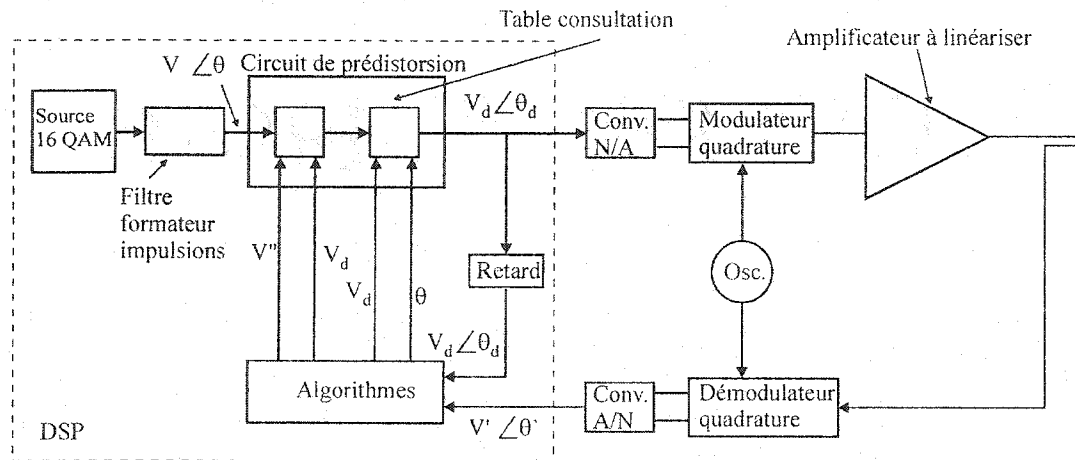 Table consultation
Amplificateur à linéariser
V ∠θ
Circuit de prédistorsion
V_d ∠θ_d
Source
16 QAM
Conv.
N/A
Modulateur
quadrature
Filtre
formateur
impulsions
V"
V_d
V_d
θ
Retard
Osc.
V_d ∠θ_d
Algorithmes
Conv.
A/N
Démodulateur
quadrature
V' ∠θ`
DSP